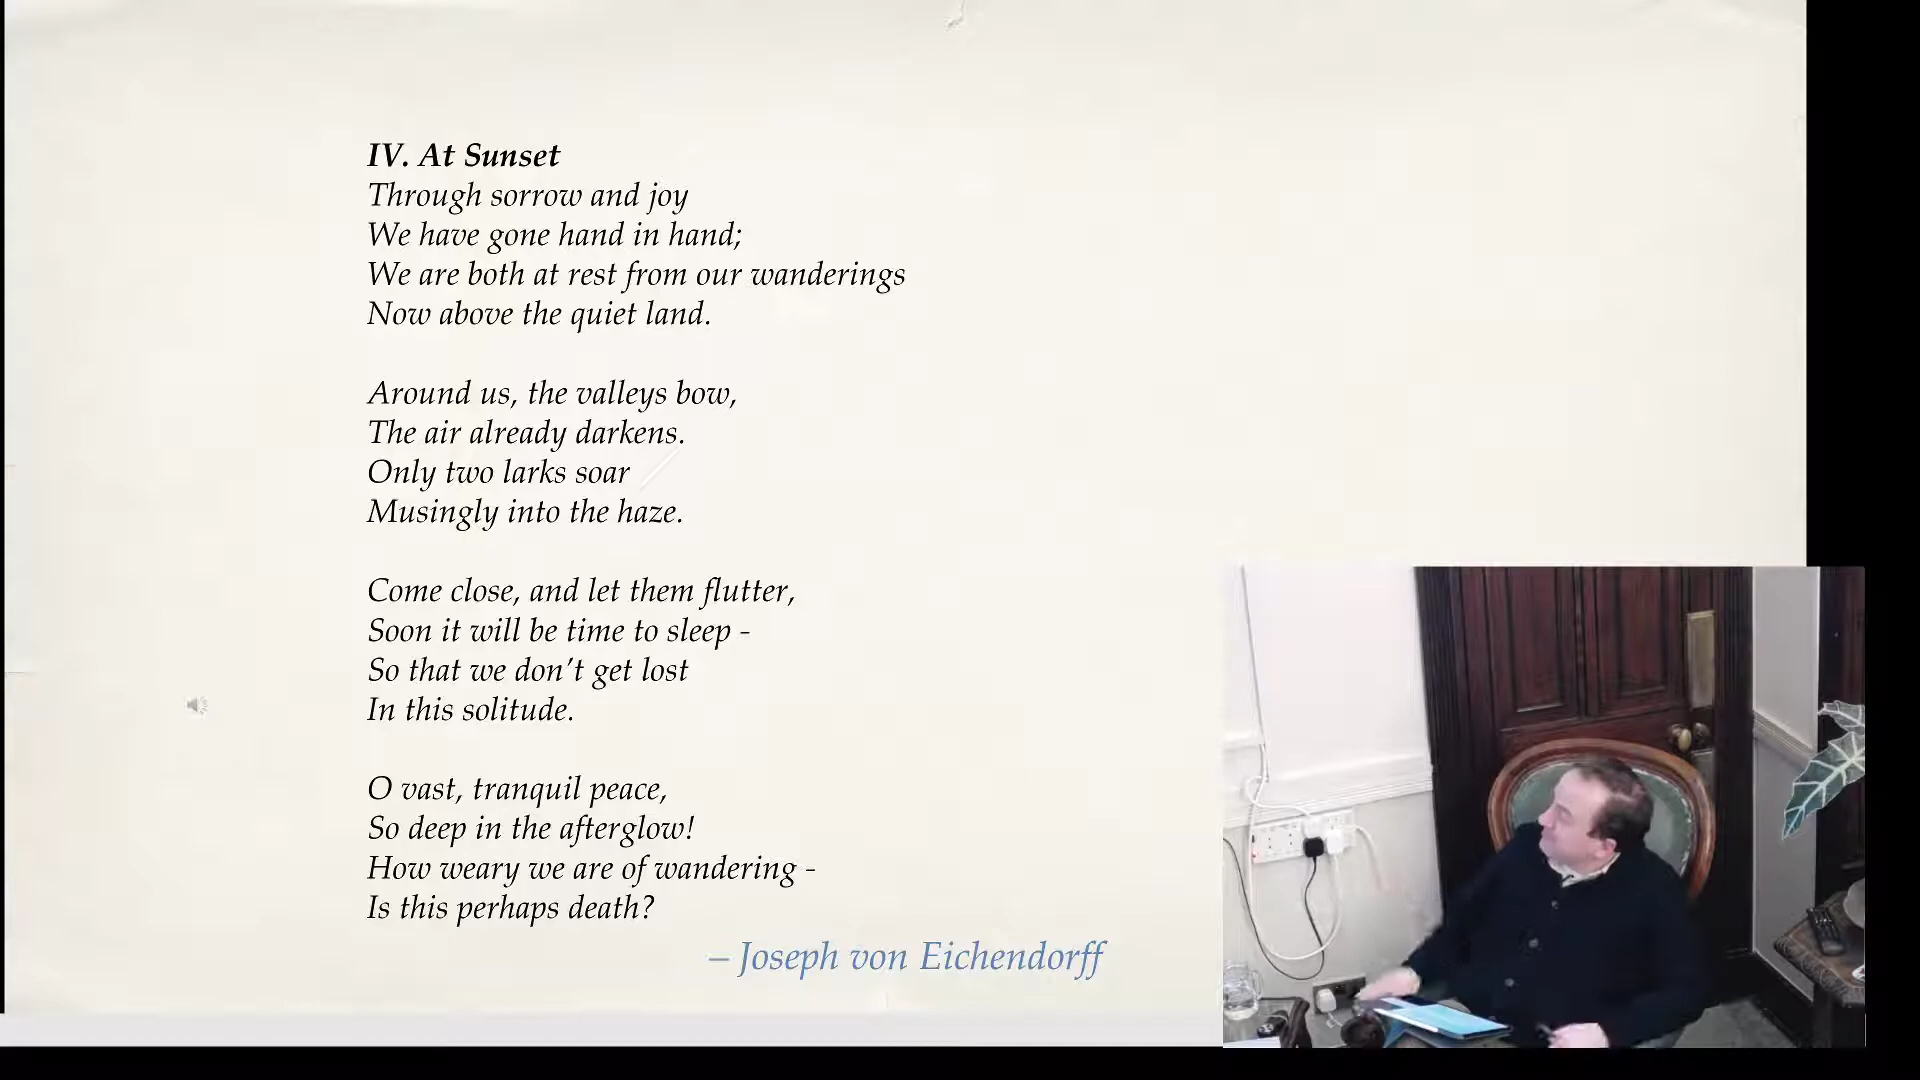 IV. At Sunset
Through sorrow and joy
We have gone hand in hand;
We are both at rest from our wanderings
Now above the quiet land.
Around us, the valleys bow,
The air already darkens.
Only two larks soar
Musingly into the haze.
Come close, and let them flutter,
Soon it will be time to sleep -
So that we don’t get lost
In this solitude.
O vast, tranquil peace,
So deep in the afterglow!
How weary we are of wandering -
Is this perhaps death?
– Joseph von Eichendorff